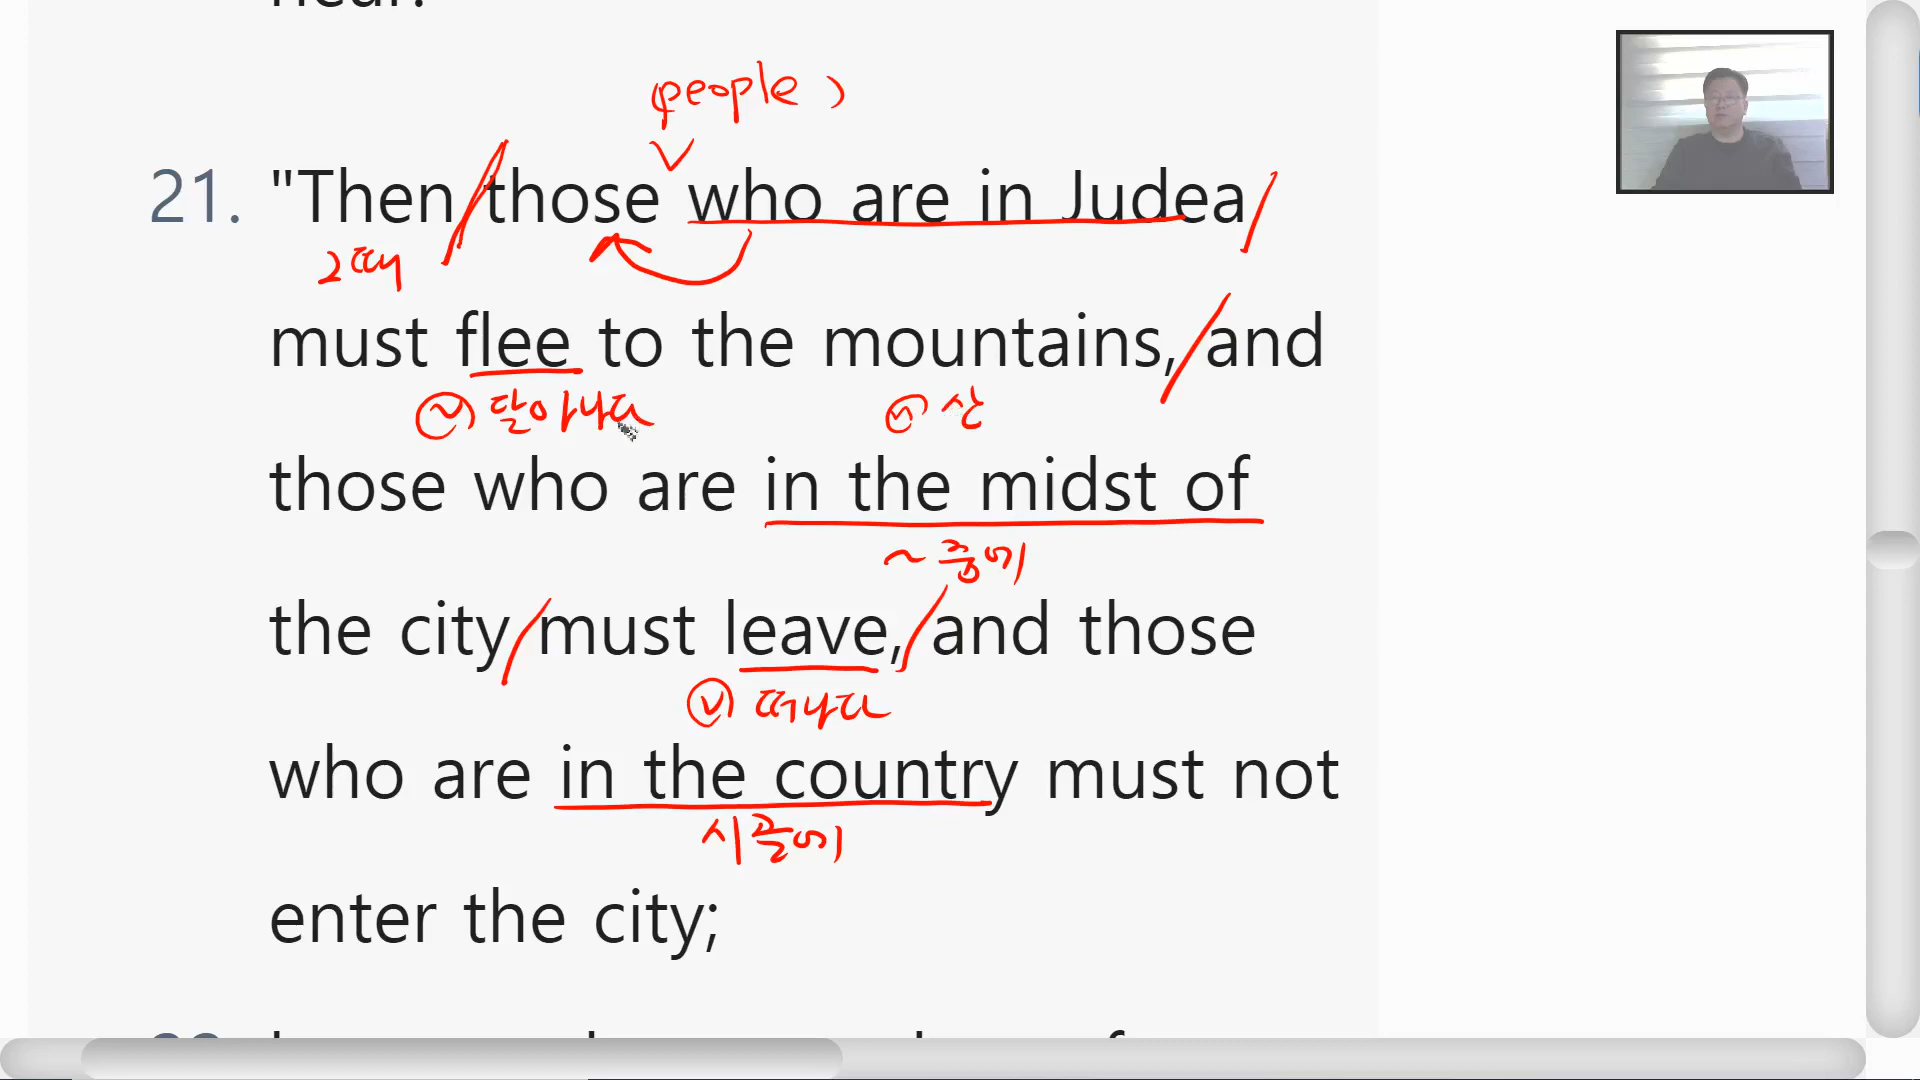 (people)
21. "Then those who are in Judea
그때
must flee to the mountains, and
ⓥ 달아나다 ⓝ 산
those who are in the midst of
~ 중에
the city must leave, and those
ⓥ 떠나다
who are in the country must not
시골에
enter the city;